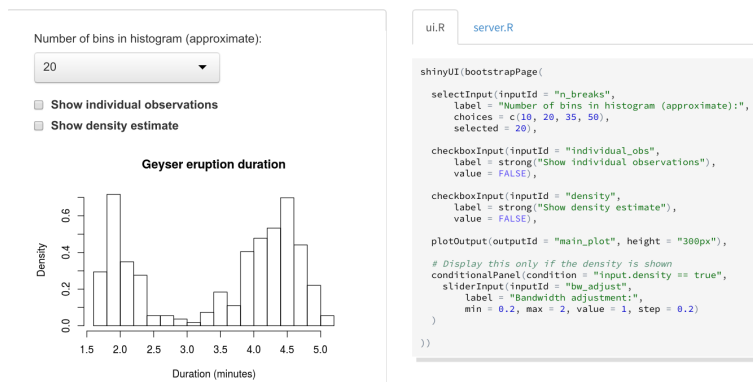 Number of bins in histogram (approximate):
20
Show individual observations
Show density estimate
Geyser eruption duration
Density
0.0 0.2 0.4 0.6
1.5 2.0 2.5 3.0 3.5 4.0 4.5 5.0
Duration (minutes)
ui.R server.R
shinyUI(bootstrapPage(
selectInput(inputId = "n_breaks",
label = "Number of bins in histogram (approximate):",
choices = c(10, 20, 35, 50),
selected = 20),
checkboxInput(inputId = "individual_obs",
label = strong("Show individual observations"),
value = FALSE),
checkboxInput(inputId = "density",
label = strong("Show density estimate"),
value = FALSE),
plotOutput(outputId = "main_plot", height = "300px"),
# Display this only if the density is shown
conditionalPanel(condition = "input.density == true",
sliderInput(inputId = "bw_adjust",
label = "Bandwidth adjustment:",
min = 0.2, max = 2, value = 1, step = 0.2)
)
))